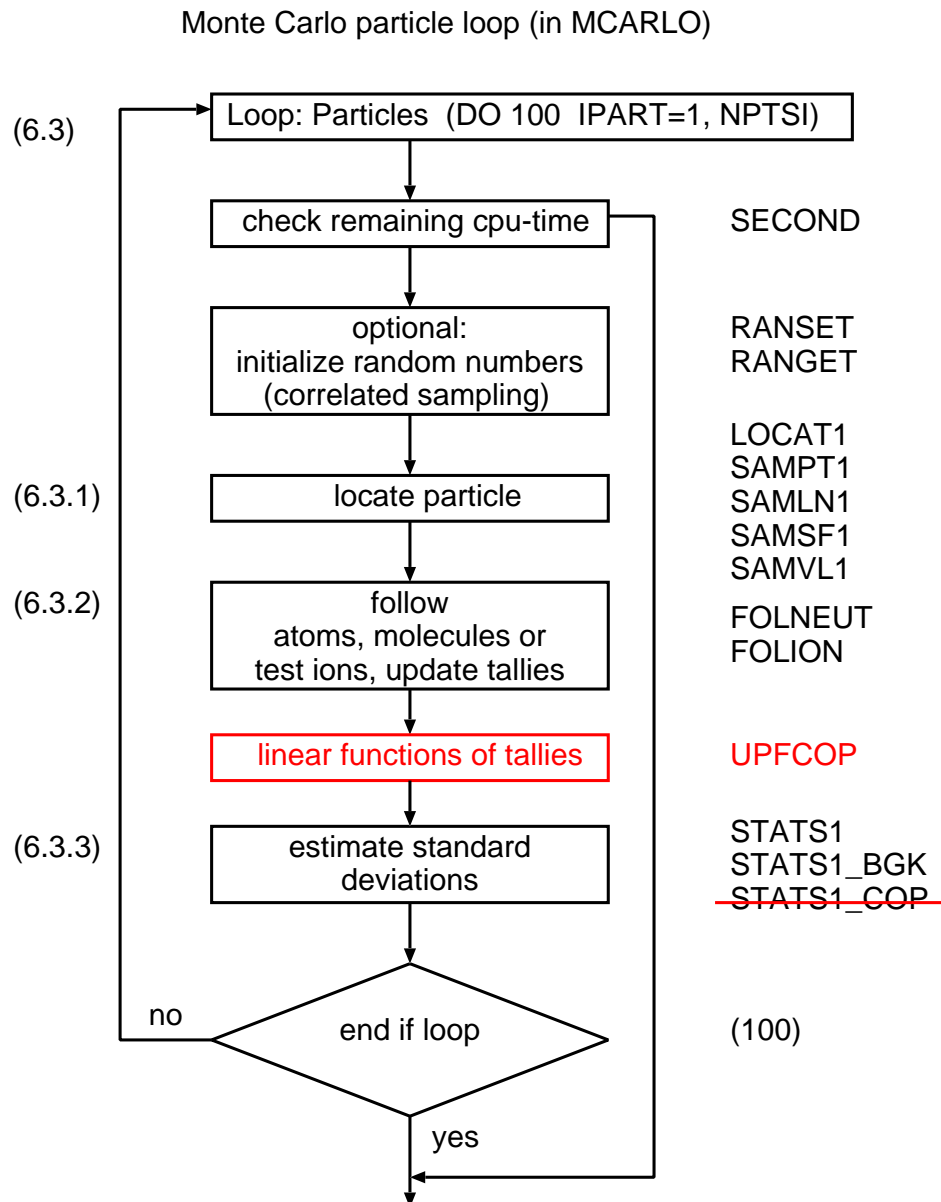 Monte Carlo particle loop (in MCARLO)
(6.3)
Loop: Particles (DO 100 IPART=1, NPTSI)
check remaining cpu-time
SECOND
optional:
initialize random numbers
(correlated sampling)
RANSET
RANGET
(6.3.1)
locate particle
LOCAT1
SAMPT1
SAMLN1
SAMSF1
SAMVL1
(6.3.2)
follow
atoms, molecules or
test ions, update tallies
FOLNEUT
FOLION
linear functions of tallies
UPFCOP
(6.3.3)
estimate standard
deviations
STATS1
STATS1_BGK
STATS1_COP
no
end if loop
(100)
yes